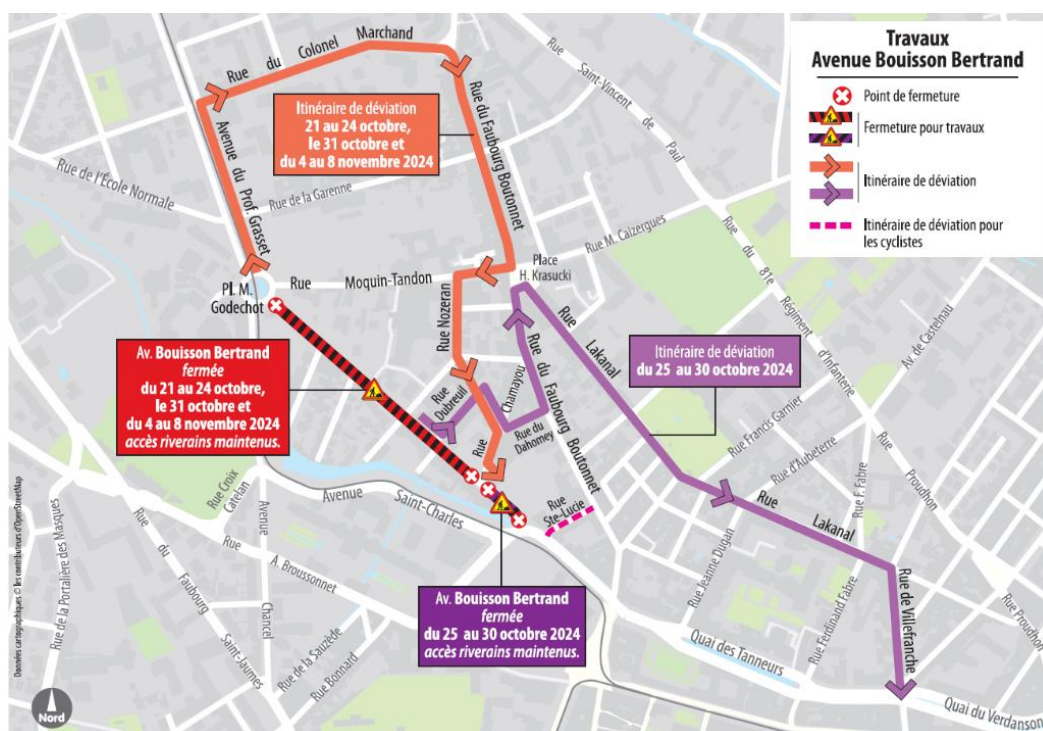 Travaux
Avenue Bouisson Bertrand
Point de fermeture
Fermeture pour travaux
Itinéraire de déviation
Itinéraire de déviation pour
les cyclistes
Rue du Colonel Marchand
Rue Saint-Vincent de Paul
Itinéraire de déviation
21 au 24 octobre,
le 31 octobre et
du 4 au 8 novembre 2024
Avenue du Prof. Grasset
Rue du Faubourg Boutonnet
Rue de l'École Normale
Rue de la Garenne
Rue M. Calzergues
Rue du 81e Régiment d'Infanterie
Av. de Castelnau
Place
H. Krasucki
Pl. M.
Godechot
Rue Moquin-Tandon
Rue Nozeran
Rue Lakanal
Av. Bouisson Bertrand
fermée
du 21 au 24 octobre,
le 31 octobre et
du 4 au 8 novembre 2024
accès riverains maintenus.
Itinéraire de déviation
du 25 au 30 octobre 2024
Rue
Dubreuil
Rue Chamayou
Rue du
Dahomey
Rue du Faubourg Boutonnet
Rue Francis Garnier
Rue d'Aubeterre
Rue F. Fabre
Proudhon
Rue Croix
Catelan
Avenue Saint-Charles
Rue
Ste-Lucie
Rue Lakanal
Rue de la Portalière des Masques
Rue du Faubourg Saint-Jaumes
Avenue Chancel
Rue A. Broussonnet
Rue Jeanne Dugan
Rue Ferdinand Fabre
Rue de Villefranche
Rue Proudhon
Av. Bouisson Bertrand
fermée
du 25 au 30 octobre 2024
accès riverains maintenus.
Rue de la Sauzède
Rue Bonnard
Quai des Tanneurs
Quai du Verdanson
Données cartographiques © les contributeurs d'OpenStreetMap
Nord